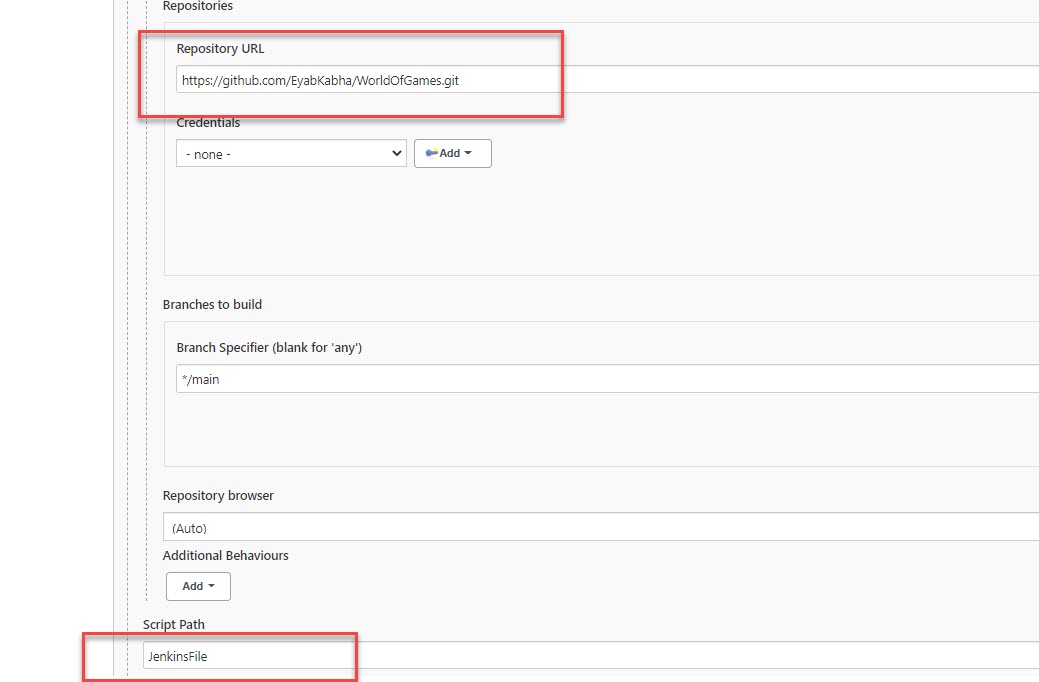 Repositories
Repository URL
https://github.com/EyabKabha/WorldOfGames.git
Credentials
- none -
Add
Branches to build
Branch Specifier (blank for 'any')
*/main
Repository browser
(Auto)
Additional Behaviours
Add
Script Path
JenkinsFile